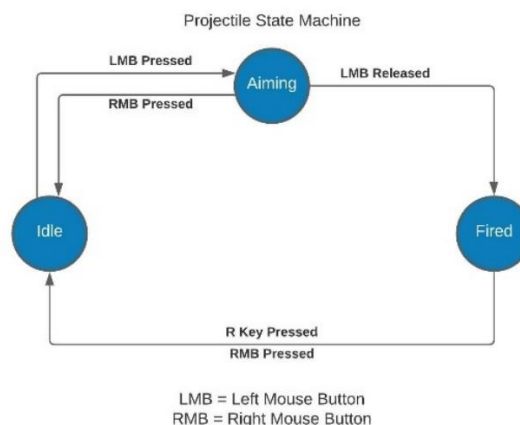 Projectile State Machine
LMB Pressed
Aiming
LMB Released
RMB Pressed
Idle
Fired
R Key Pressed
RMB Pressed
LMB = Left Mouse Button
RMB = Right Mouse Button